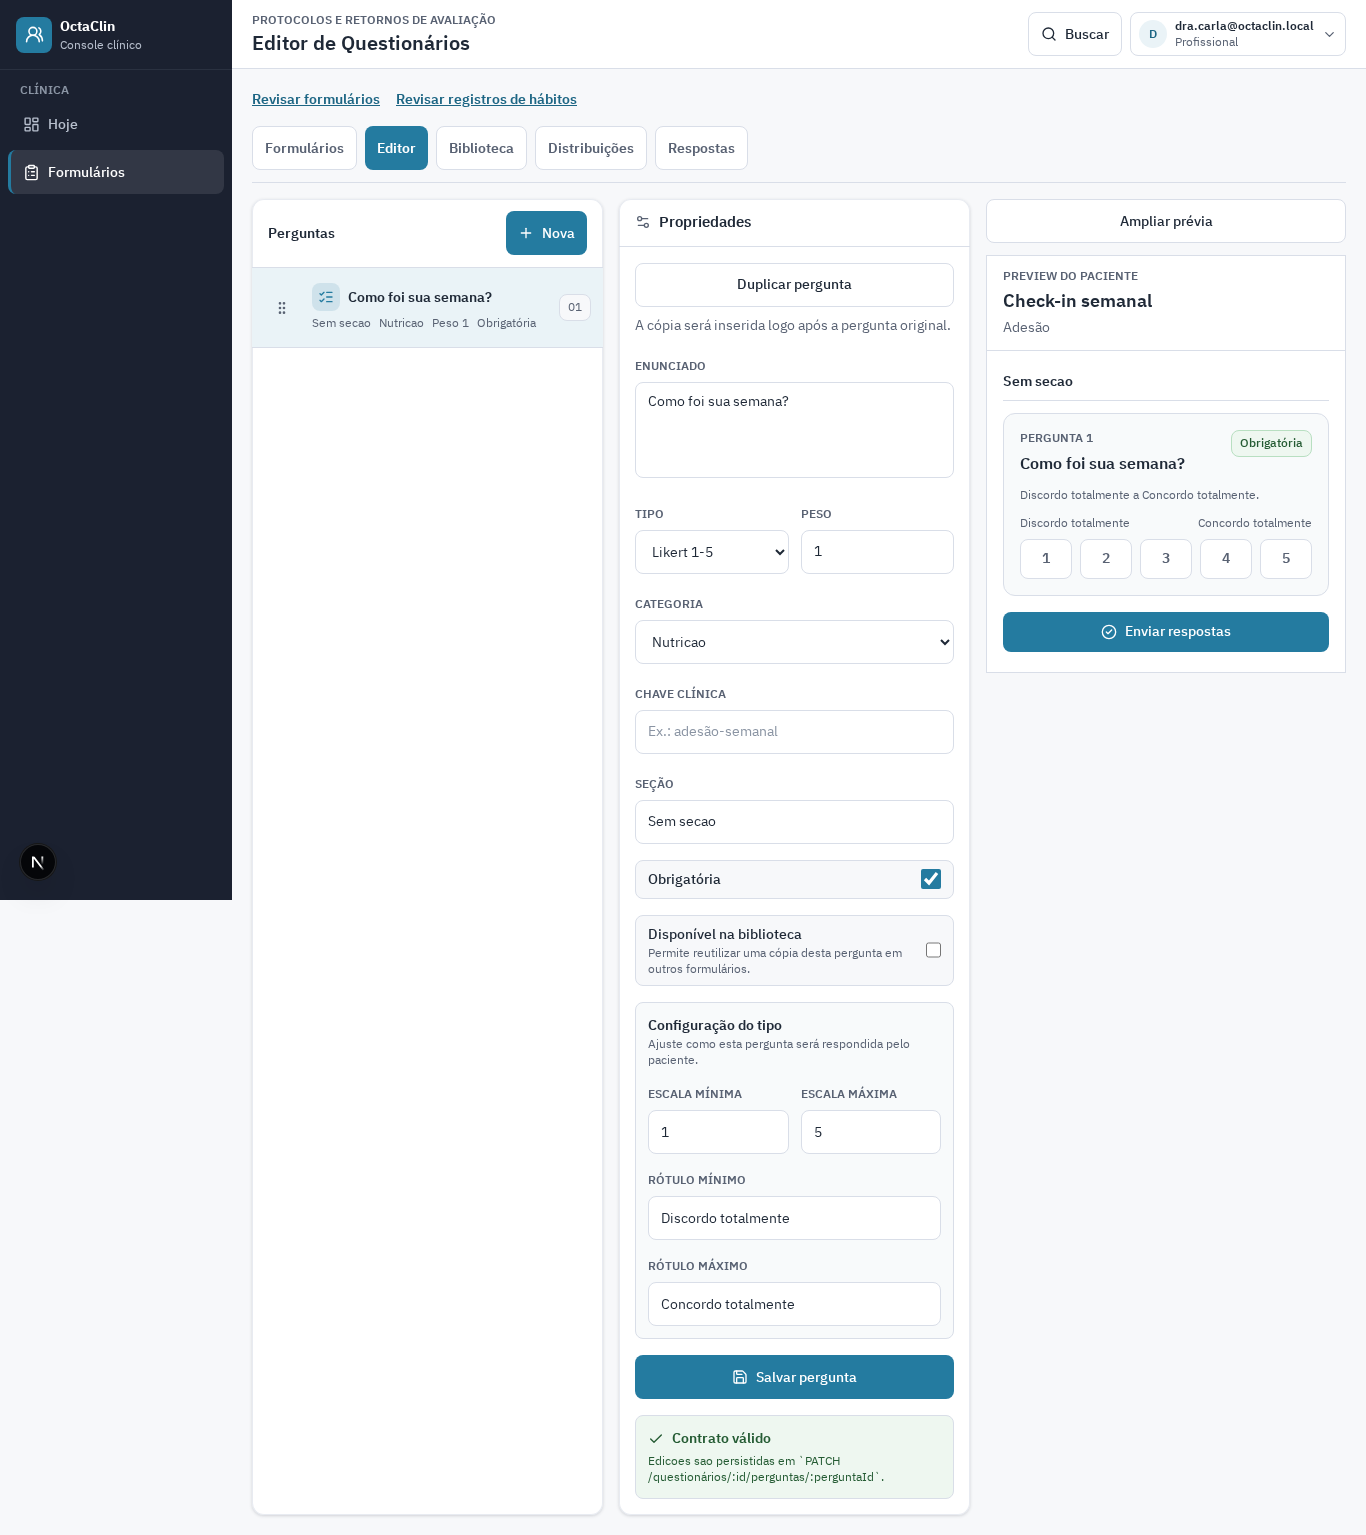 OctaClin
Console clínico
CLÍNICA
Hoje
Formulários
PROTOCOLOS E RETORNOS DE AVALIAÇÃO
Editor de Questionários
Buscar
D
dra.carla@octaclin.local
Profissional
Revisar formulários
Revisar registros de hábitos
Formulários
Editor
Biblioteca
Distribuições
Respostas
Perguntas
Nova
Como foi sua semana?
01
Sem secao Nutricao Peso 1 Obrigatória
Propriedades
Duplicar pergunta
A cópia será inserida logo após a pergunta original.
ENUNCIADO
Como foi sua semana?
TIPO
PESO
Likert 1-5
1
CATEGORIA
Nutricao
CHAVE CLÍNICA
Ex.: adesão-semanal
SEÇÃO
Sem secao
Obrigatória
Disponível na biblioteca
Permite reutilizar uma cópia desta pergunta em
outros formulários.
Configuração do tipo
Ajuste como esta pergunta será respondida pelo
paciente.
ESCALA MÍNIMA
ESCALA MÁXIMA
1
5
RÓTULO MÍNIMO
Discordo totalmente
RÓTULO MÁXIMO
Concordo totalmente
Salvar pergunta
Contrato válido
Edicoes sao persistidas em `PATCH
/questionários/:id/perguntas/:perguntaId`.
Ampliar prévia
PREVIEW DO PACIENTE
Check-in semanal
Adesão
Sem secao
PERGUNTA 1
Obrigatória
Como foi sua semana?
Discordo totalmente a Concordo totalmente.
Discordo totalmente
Concordo totalmente
1 2 3 4 5
Enviar respostas
N